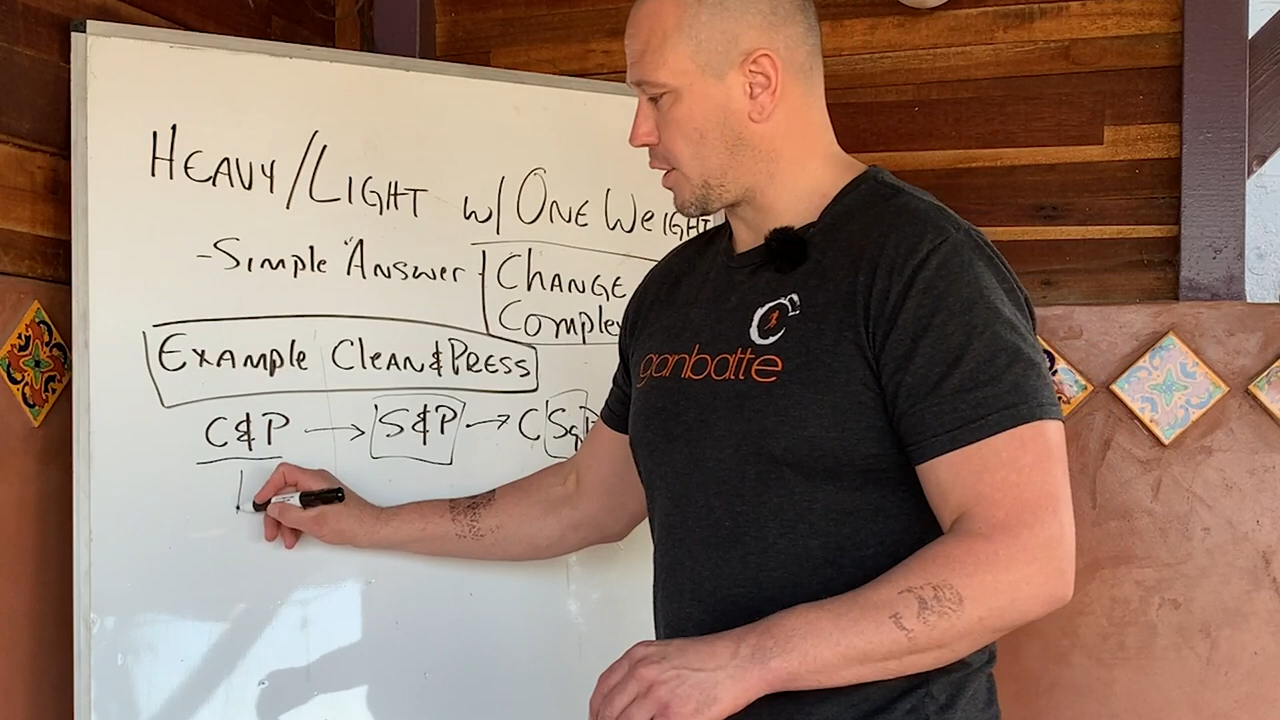 HEAVY/LIGHT W/ ONE WEIGHT
- SIMPLE "ANSWER
CHANGE
EXAMPLE CLEAN & PRESS
C&P → S&P → C
ganbatte